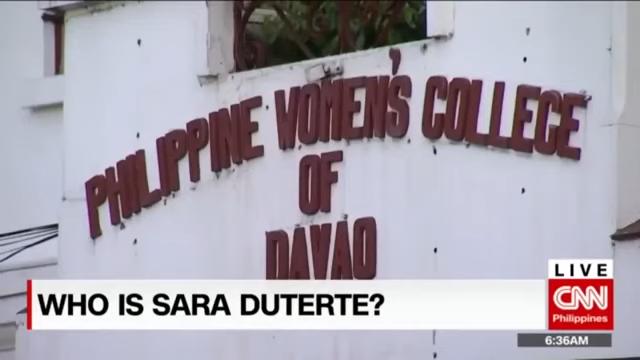 PHILIPPINE WOMEN'S COLLEGE
OF
DAVAO
WHO IS SARA DUTERTE?
LIVE
CNN
Philippines
6:36AM